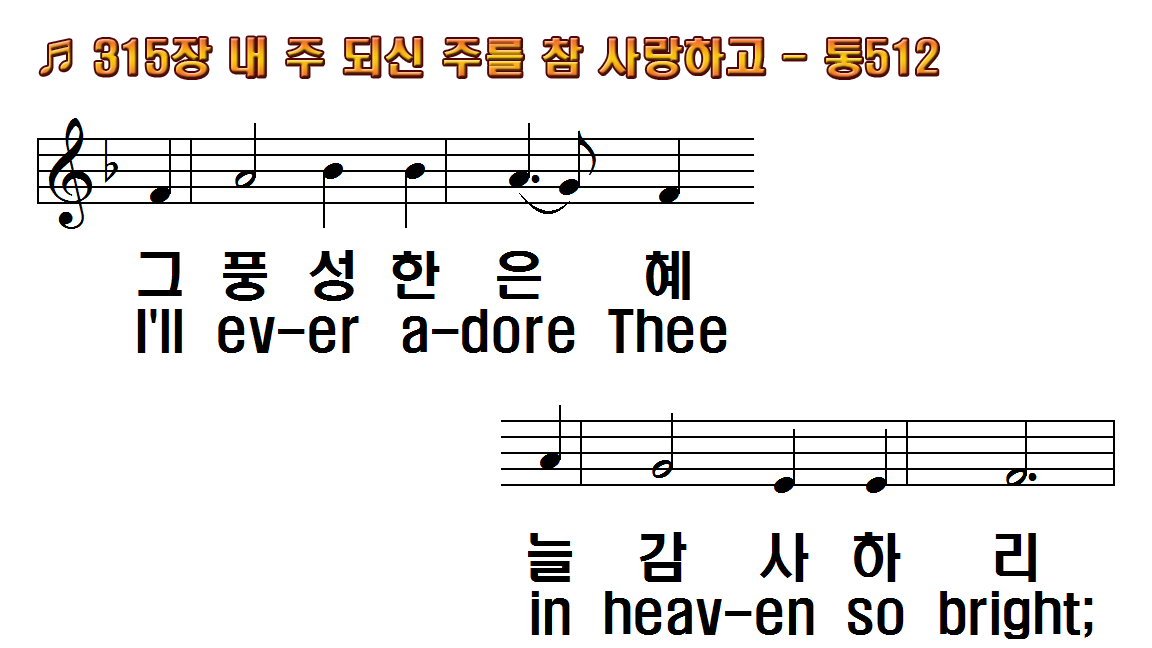 315장 내 주 되신 주를 참 사랑하고 - 통512
그 풍 성 한 은 혜
I'll ev-er a-dore Thee
늘 감 사 하 리
in heav-en so bright;